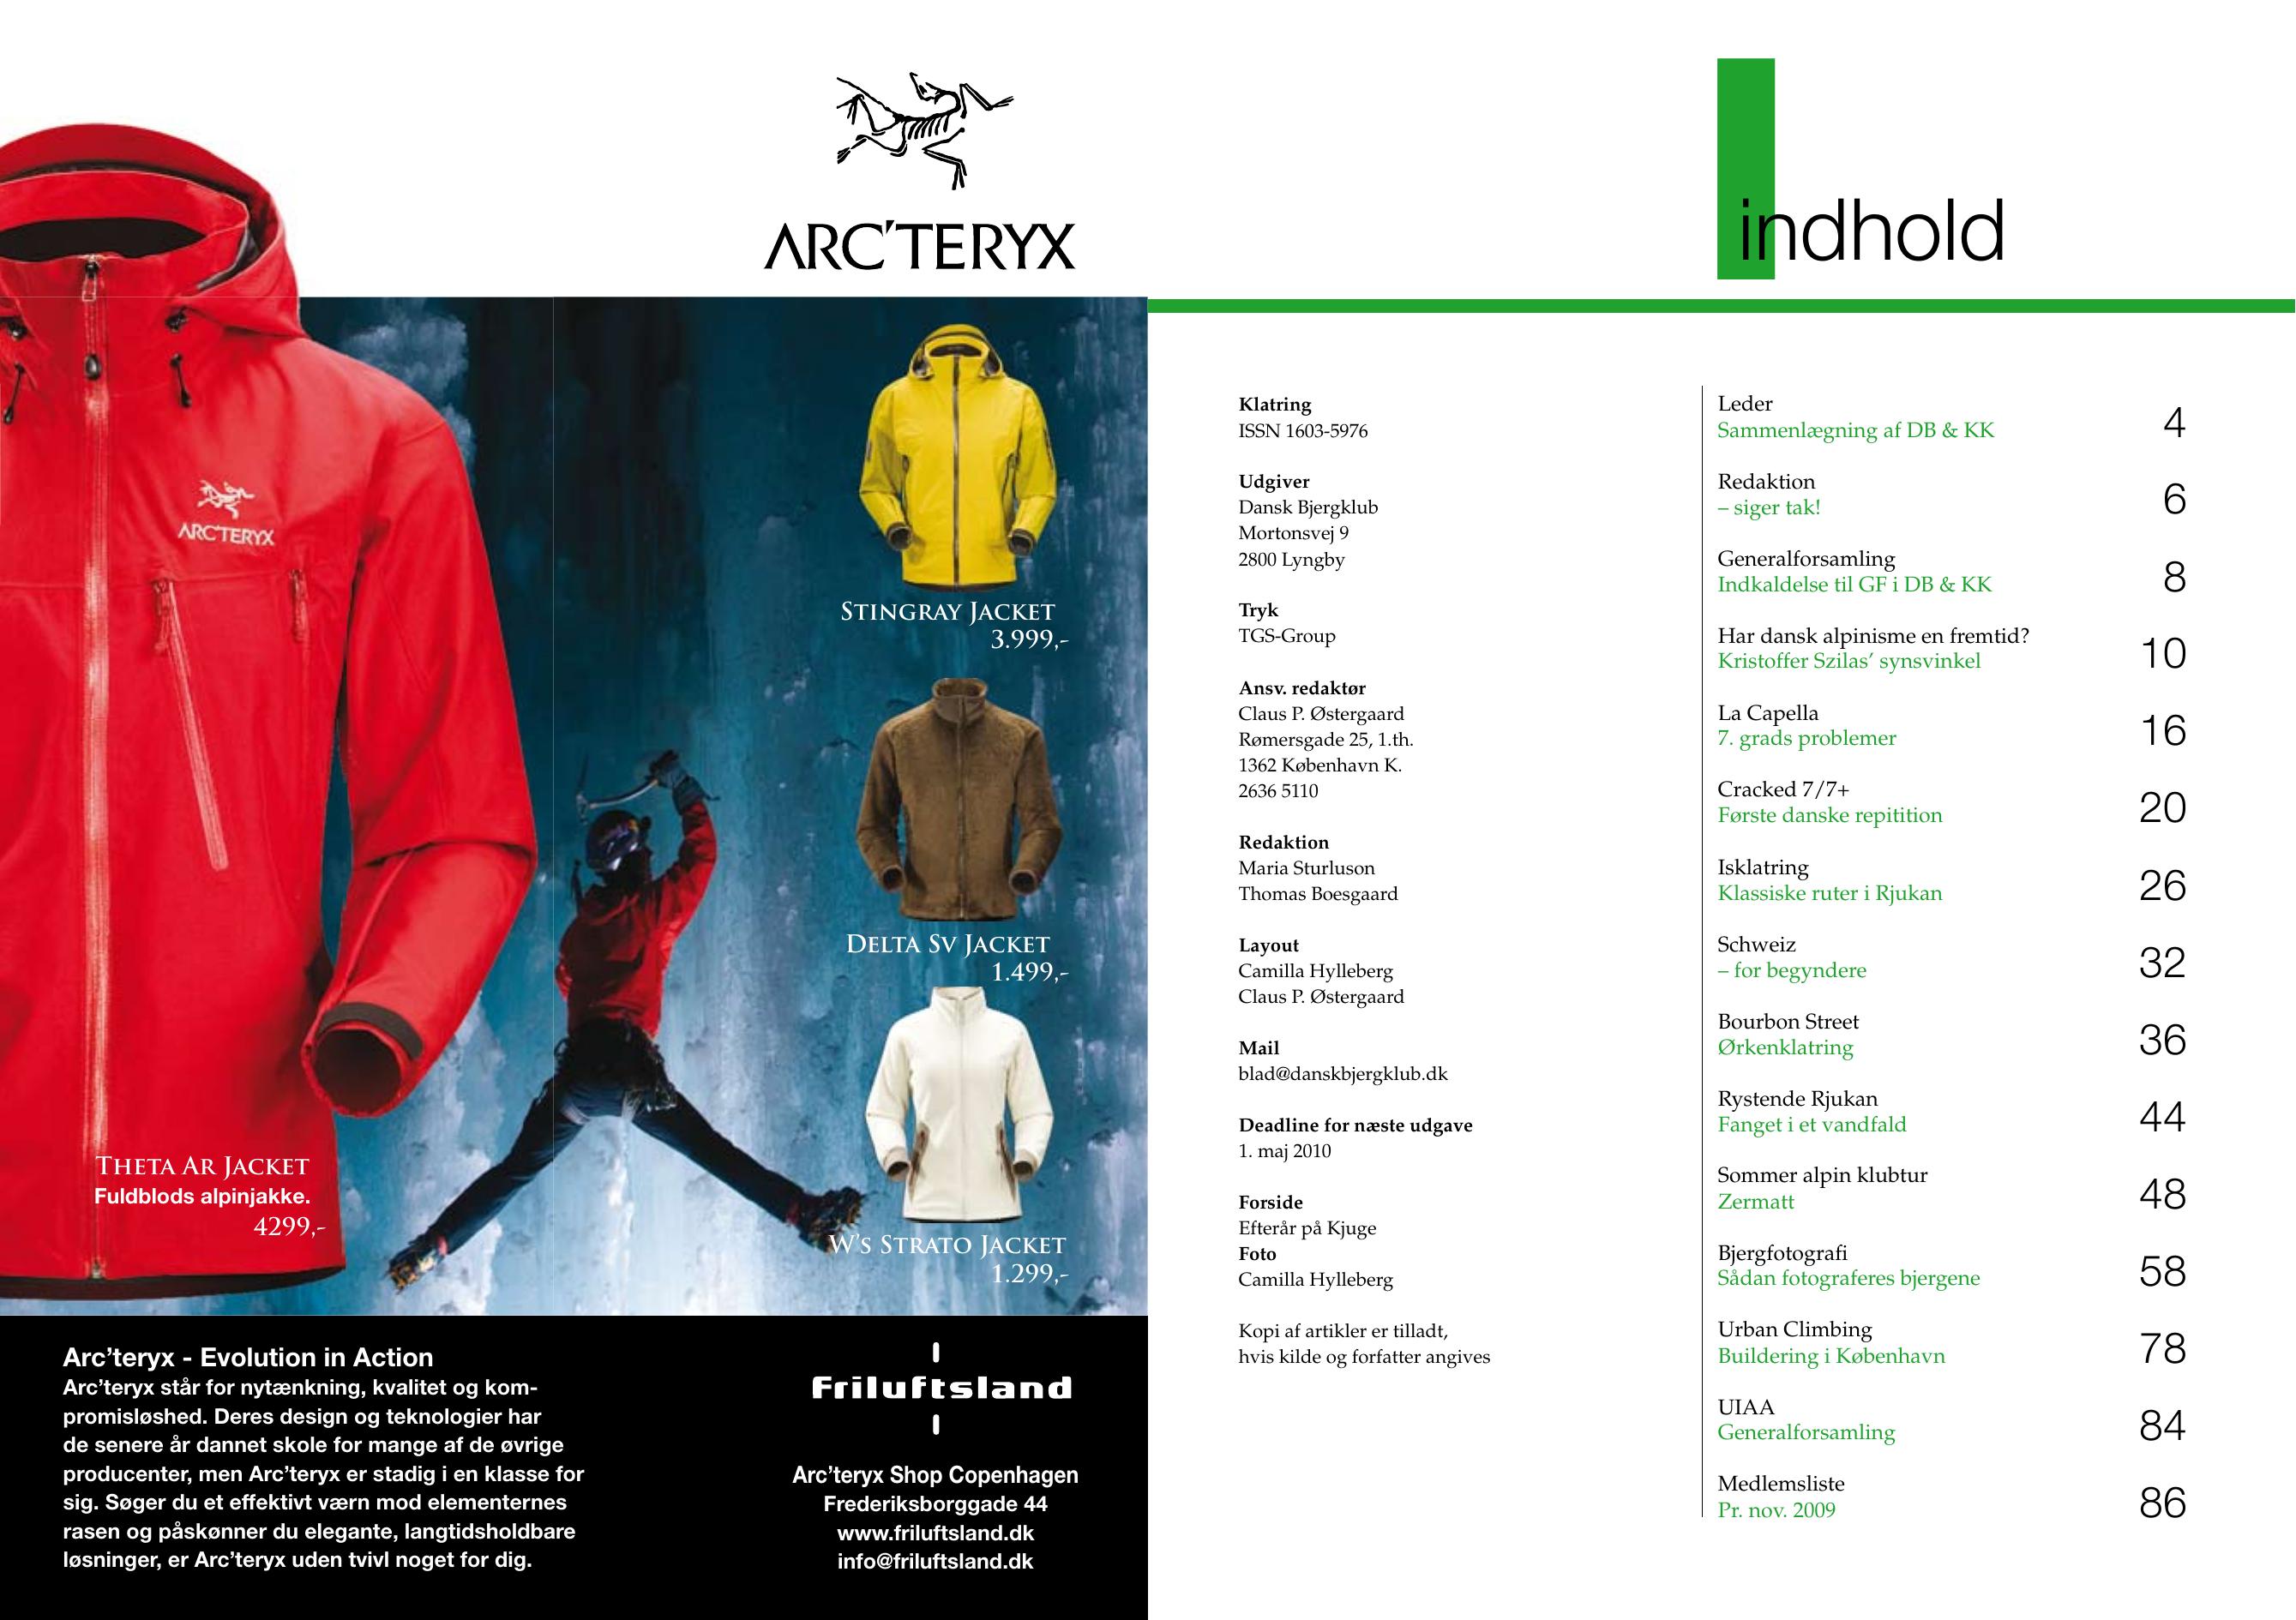 ARC'TERYX
ARC'TERYX
STINGRAY JACKET
3.999,-
DELTA SV JACKET
1.499,-
W'S STRATO JACKET
1.299,-
THETA AR JACKET
Fuldblods alpinjakke.
4299,-
Arc'teryx - Evolution in Action
Arc'teryx står for nytænkning, kvalitet og kom-
promisløshed. Deres design og teknologier har
de senere år dannet skole for mange af de øvrige
producenter, men Arc'teryx er stadig i en klasse for
sig. Søger du et effektivt værn mod elementernes
rasen og påskønner du elegante, langtidsholdbare
løsninger, er Arc'teryx uden tvivl noget for dig.
Friluftsland
Arc'teryx Shop Copenhagen
Frederiksborggade 44
www.friluftsland.dk
info@friluftsland.dk
indhold
Klatring
ISSN 1603-5976
Udgiver
Dansk Bjergklub
Mortonsvej 9
2800 Lyngby
Tryk
TGS-Group
Ansv. redaktør
Claus P. Østergaard
Rømersgade 25, 1.th.
1362 København K.
2636 5110
Redaktion
Maria Sturluson
Thomas Boesgaard
Layout
Camilla Hylleberg
Claus P. Østergaard
Mail
blad@danskbjergklub.dk
Deadline for næste udgave
1. maj 2010
Forside
Efterår på Kjuge
Foto
Camilla Hylleberg
Kopi af artikler er tilladt,
hvis kilde og forfatter angives
Leder
Sammenlægning af DB & KK
4
Redaktion
– siger tak!
6
Generalforsamling
Indkaldelse til GF i DB & KK
8
Har dansk alpinisme en fremtid?
Kristoffer Szilas' synsvinkel
10
La Capella
7. grads problemer
16
Cracked 7/7+
Første danske repitition
20
Isklatring
Klassiske ruter i Rjukan
26
Schweiz
– for begyndere
32
Bourbon Street
Ørkenklatring
36
Rystende Rjukan
Fanget i et vandfald
44
Sommer alpin klubtur
Zermatt
48
Bjergfotografi
Sådan fotograferes bjergene
58
Urban Climbing
Buildering i København
78
UIAA
Generalforsamling
84
Medlemsliste
Pr. nov. 2009
86